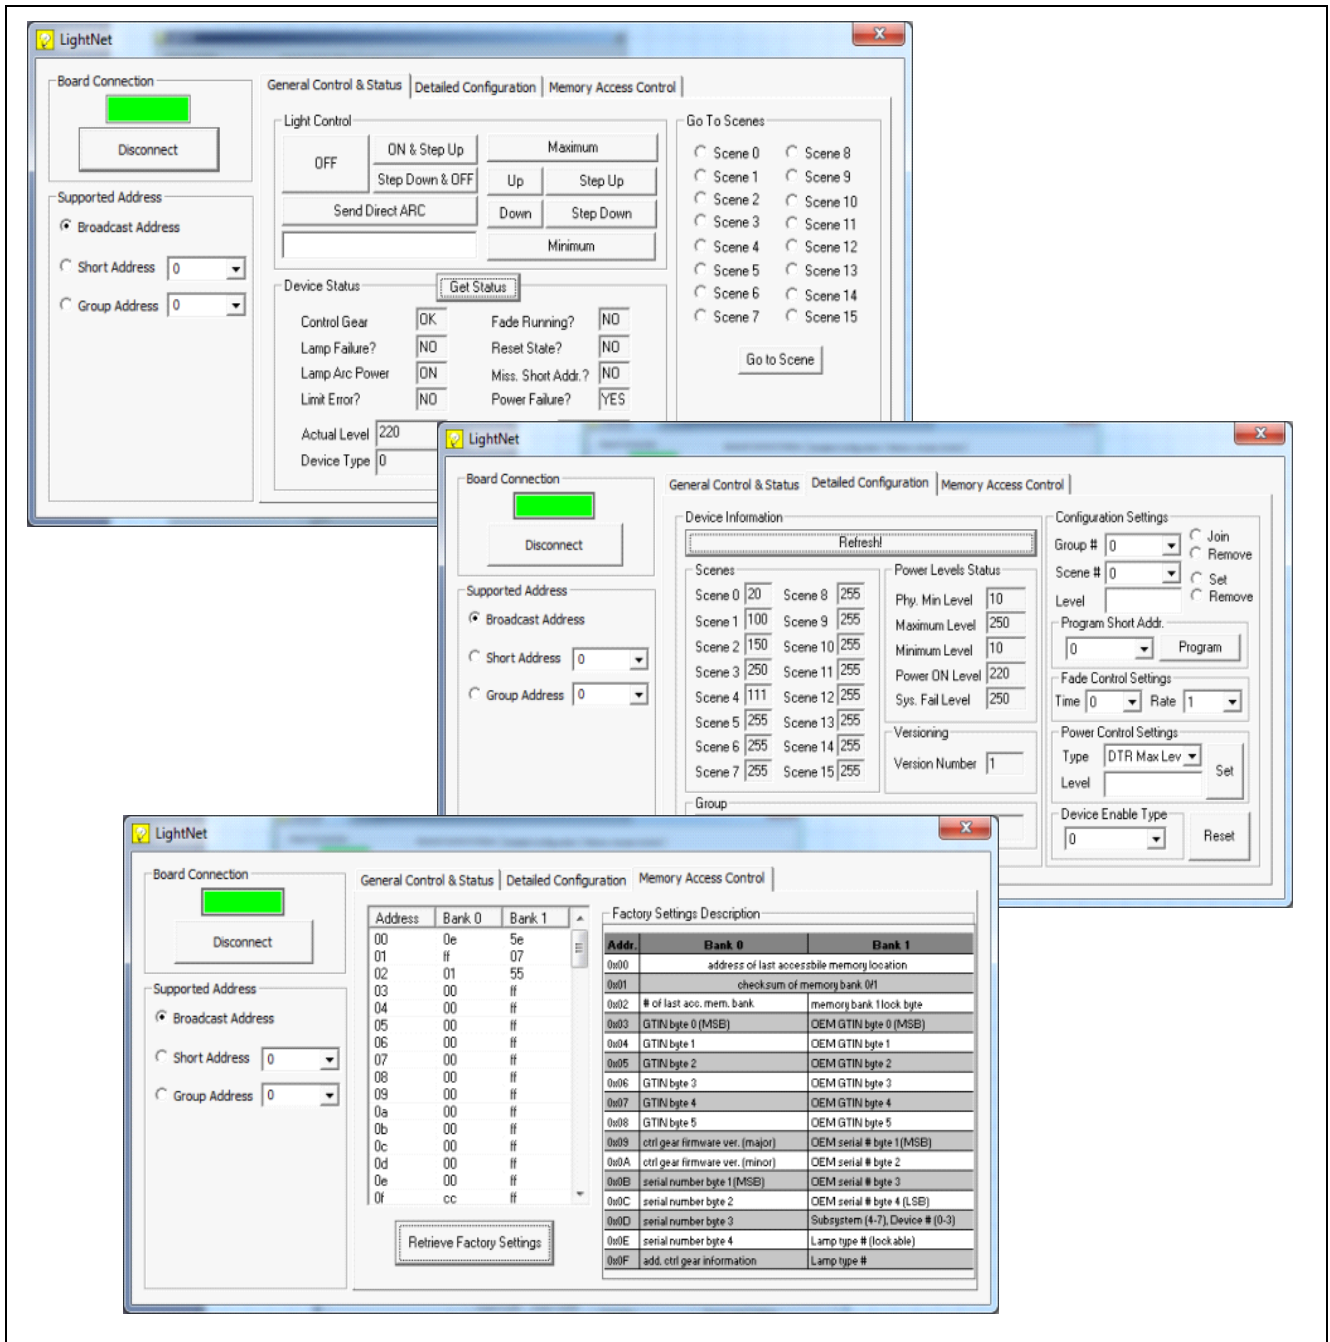 LightNet
Board Connection
Disconnect
Supported Address
Broadcast Address
Short Address 0
Group Address 0
General Control & Status Detailed Configuration Memory Access Control
Light Control
OFF ON & Step Up Maximum
Step Down & OFF Up Step Up
Send Direct ARC Down Step Down
Minimum
Device Status Get Status
Control Gear OK Fade Running? NO
Lamp Failure? NO Reset State? NO
Lamp Arc Power ON Miss. Short Addr.? NO
Limit Error? NO Power Failure? YES
Actual Level 220
Device Type 0
Go To Scenes
Scene 0 Scene 8
Scene 1 Scene 9
Scene 2 Scene 10
Scene 3 Scene 11
Scene 4 Scene 12
Scene 5 Scene 13
Scene 6 Scene 14
Scene 7 Scene 15
Go to Scene
LightNet
Board Connection
Disconnect
Supported Address
Broadcast Address
Short Address 0
Group Address 0
General Control & Status Detailed Configuration Memory Access Control
Device Information
Refresh!
Scenes
Scene 0 20 Scene 8 255
Scene 1 100 Scene 9 255
Scene 2 150 Scene 10 255
Scene 3 250 Scene 11 255
Scene 4 111 Scene 12 255
Scene 5 255 Scene 13 255
Scene 6 255 Scene 14 255
Scene 7 255 Scene 15 255
Power Levels Status
Phy. Min Level 10
Maximum Level 250
Minimum Level 10
Power ON Level 220
Sys. Fail Level 250
Versioning
Version Number 1
Group
Configuration Settings
Group # 0 Join
Remove
Scene # 0 Set
Level Remove
Program Short Addr.
0 Program
Fade Control Settings
Time 0 Rate 1
Power Control Settings
Type DTR Max Lev
Level Set
Device Enable Type
0 Reset
LightNet
Board Connection
Disconnect
Supported Address
Broadcast Address
Short Address 0
Group Address 0
General Control & Status Detailed Configuration Memory Access Control
Address Bank 0 Bank 1
00 0e 5e
01 ff 07
02 01 55
03 00 ff
04 00 ff
05 00 ff
06 00 ff
07 00 ff
08 00 ff
09 00 ff
0a 00 ff
0b 00 ff
0c 00 ff
0d 00 ff
0e 00 ff
0f cc ff
Retrieve Factory Settings
Factory Settings Description
Addr. Bank 0 Bank 1
0x00 address of last accessbile memory location
0x01 checksum of memory bank 0/1
0x02 # of last acc. mem. bank memory bank 1 lock byte
0x03 GTIN byte 0 (MSB) OEM GTIN byte 0 (MSB)
0x04 GTIN byte 1 OEM GTIN byte 1
0x05 GTIN byte 2 OEM GTIN byte 2
0x06 GTIN byte 3 OEM GTIN byte 3
0x07 GTIN byte 4 OEM GTIN byte 4
0x08 GTIN byte 5 OEM GTIN byte 5
0x09 ctrl gear firmware ver. (major) OEM serial # byte 1 (MSB)
0x0A ctrl gear firmware ver. (minor) OEM serial # byte 2
0x0B serial number byte 1 (MSB) OEM serial # byte 3
0x0C serial number byte 2 OEM serial # byte 4 (LSB)
0x0D serial number byte 3 Subsystem (4-7), Device # (0-3)
0x0E serial number byte 4 Lamp type # (lockable)
0x0F add. ctrl gear information Lamp type #